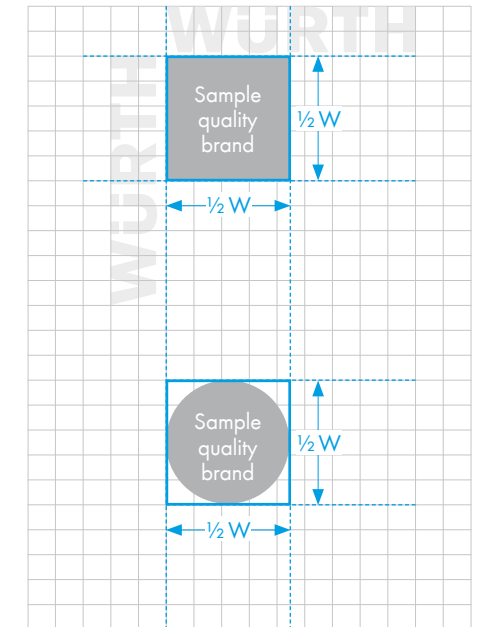 WÜRTH
WÜRTH
Sample
quality
brand
½ W
½ W
Sample
quality
brand
½ W
½ W